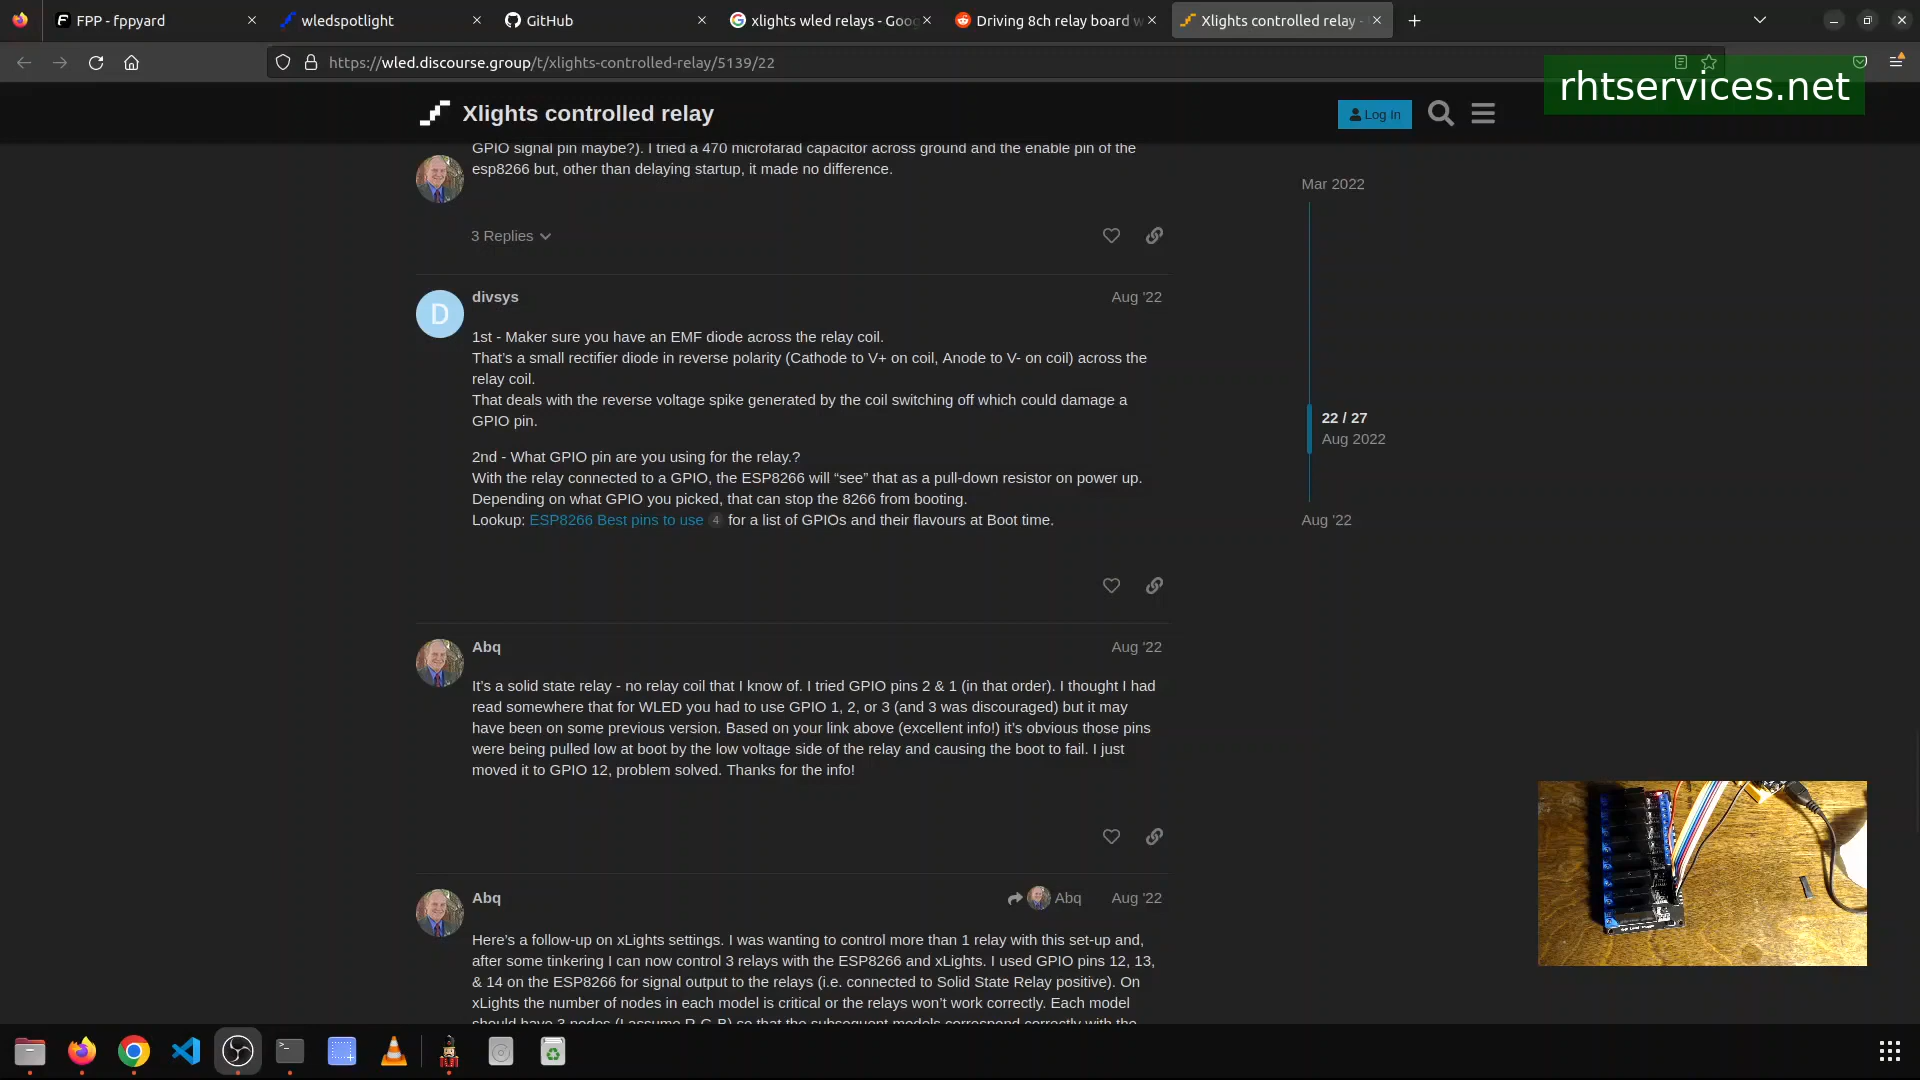 FPP - fppyard
wledspotlight
GitHub
xlights wled relays - Goo
Driving 8ch relay board w
Xlights controlled relay -
https://wled.discourse.group/t/xlights-controlled-relay/5139/22
rhtservices.net
Xlights controlled relay
Log In
GPIO signal pin maybe?). I tried a 470 microfarad capacitor across ground and the enable pin of the
esp8266 but, other than delaying startup, it made no difference.
3 Replies
Mar 2022
22 / 27
Aug 2022
Aug '22
D
divsys
Aug '22
1st - Maker sure you have an EMF diode across the relay coil.
That’s a small rectifier diode in reverse polarity (Cathode to V+ on coil, Anode to V- on coil) across the
relay coil.
That deals with the reverse voltage spike generated by the coil switching off which could damage a
GPIO pin.
2nd - What GPIO pin are you using for the relay.?
With the relay connected to a GPIO, the ESP8266 will “see” that as a pull-down resistor on power up.
Depending on what GPIO you picked, that can stop the 8266 from booting.
Lookup: ESP8266 Best pins to use 4 for a list of GPIOs and their flavours at Boot time.
Abq
Aug '22
It’s a solid state relay - no relay coil that I know of. I tried GPIO pins 2 & 1 (in that order). I thought I had
read somewhere that for WLED you had to use GPIO 1, 2, or 3 (and 3 was discouraged) but it may
have been on some previous version. Based on your link above (excellent info!) it’s obvious those pins
were being pulled low at boot by the low voltage side of the relay and causing the boot to fail. I just
moved it to GPIO 12, problem solved. Thanks for the info!
Abq
Abq
Aug '22
Here’s a follow-up on xLights settings. I was wanting to control more than 1 relay with this set-up and,
after some tinkering I can now control 3 relays with the ESP8266 and xLights. I used GPIO pins 12, 13,
& 14 on the ESP8266 for signal output to the relays (i.e. connected to Solid State Relay positive). On
xLights the number of nodes in each model is critical or the relays won’t work correctly. Each model
should have 3 nodes (I assume R-G-B) so that the subsequent models correspond correctly with the